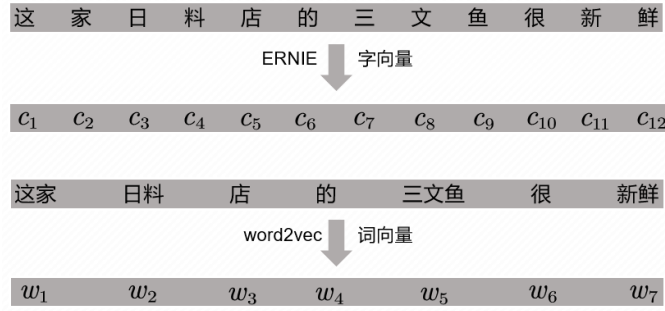 这 家 日 料 店 的 三 文 鱼 很 新 鲜
ERNIE 字向量
c1 c2 c3 c4 c5 c6 c7 c8 c9 c10 c11 c12
这家 日料 店 的 三文鱼 很 新鲜
word2vec 词向量
w1 w2 w3 w4 w5 w6 w7